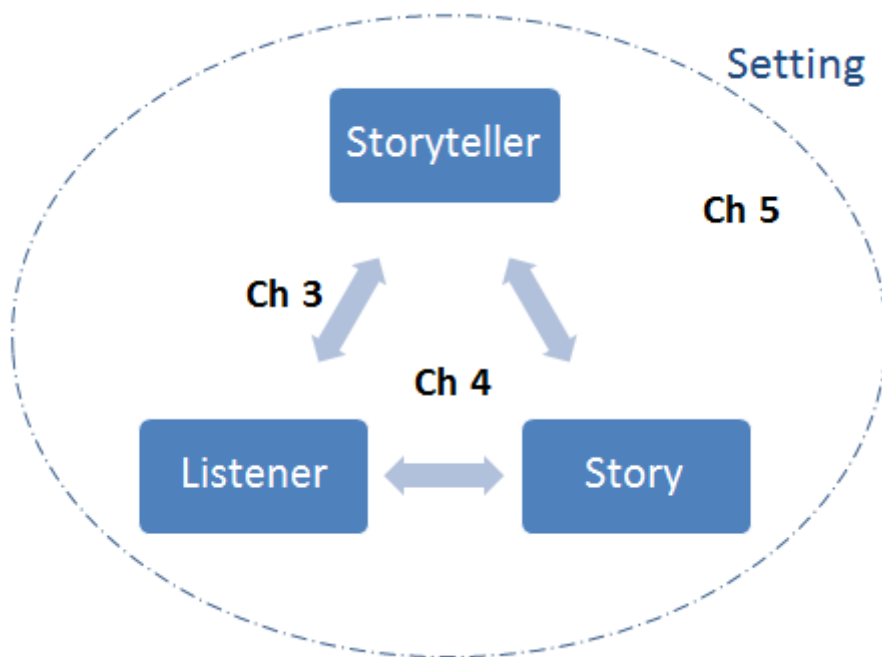 Setting
Storyteller
Ch 5
Ch 3
Ch 4
Listener
Story